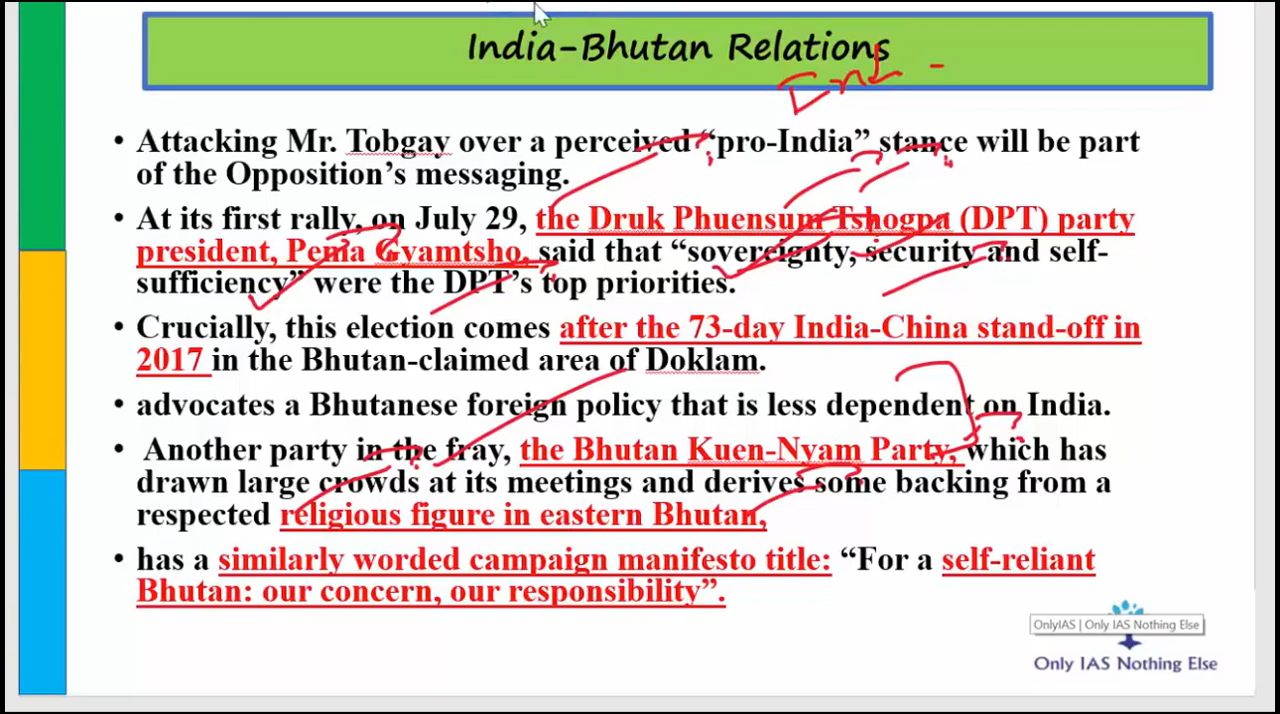 India-Bhutan Relations
• Attacking Mr. Tobgay over a perceived “pro-India” stance will be part
of the Opposition’s messaging.
• At its first rally, on July 29, the Druk Phuensum Tshogpa (DPT) party
president, Pema Gyamtsho, said that “sovereignty, security and self-
sufficiency” were the DPT’s top priorities.
• Crucially, this election comes after the 73-day India-China stand-off in
2017 in the Bhutan-claimed area of Doklam.
• advocates a Bhutanese foreign policy that is less dependent on India.
• Another party in the fray, the Bhutan Kuen-Nyam Party, which has
drawn large crowds at its meetings and derives some backing from a
respected religious figure in eastern Bhutan,
• has a similarly worded campaign manifesto title: “For a self-reliant
Bhutan: our concern, our responsibility”.
OnlyIAS | Only IAS Nothing Else
Only IAS Nothing Else